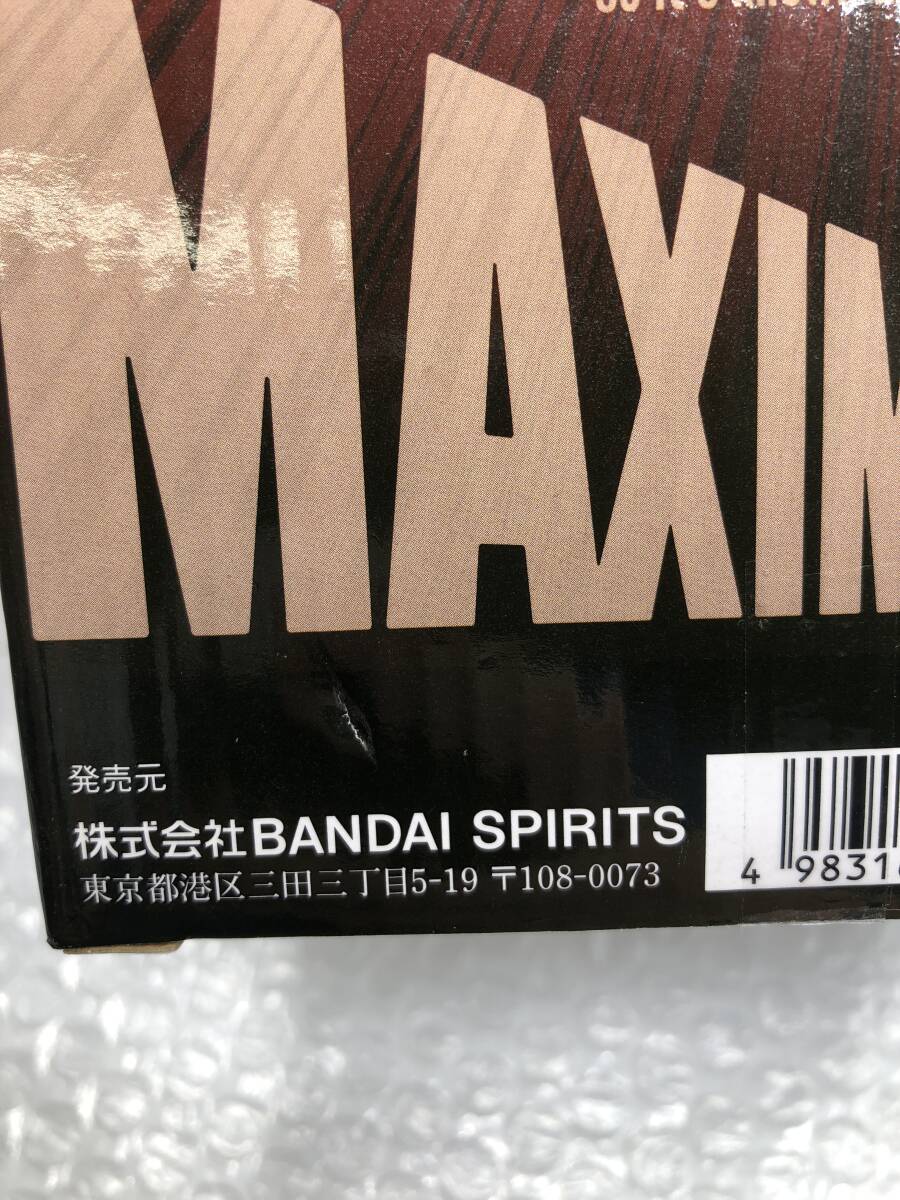 MAXIM
発売元
株式会社BANDAI SPIRITS
東京都港区三田三丁目5-19 〒108-0073
4 9831